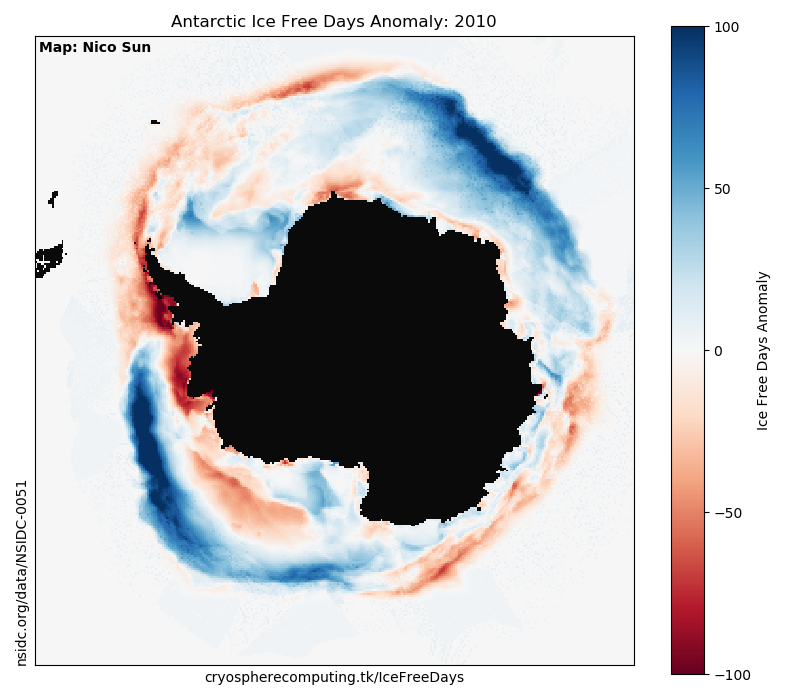 Antarctic Ice Free Days Anomaly: 2010
Map: Nico Sun
100
50
0
−50
−100
Ice Free Days Anomaly
nsidc.org/data/NSIDC-0051
cryospherecomputing.tk/IceFreeDays